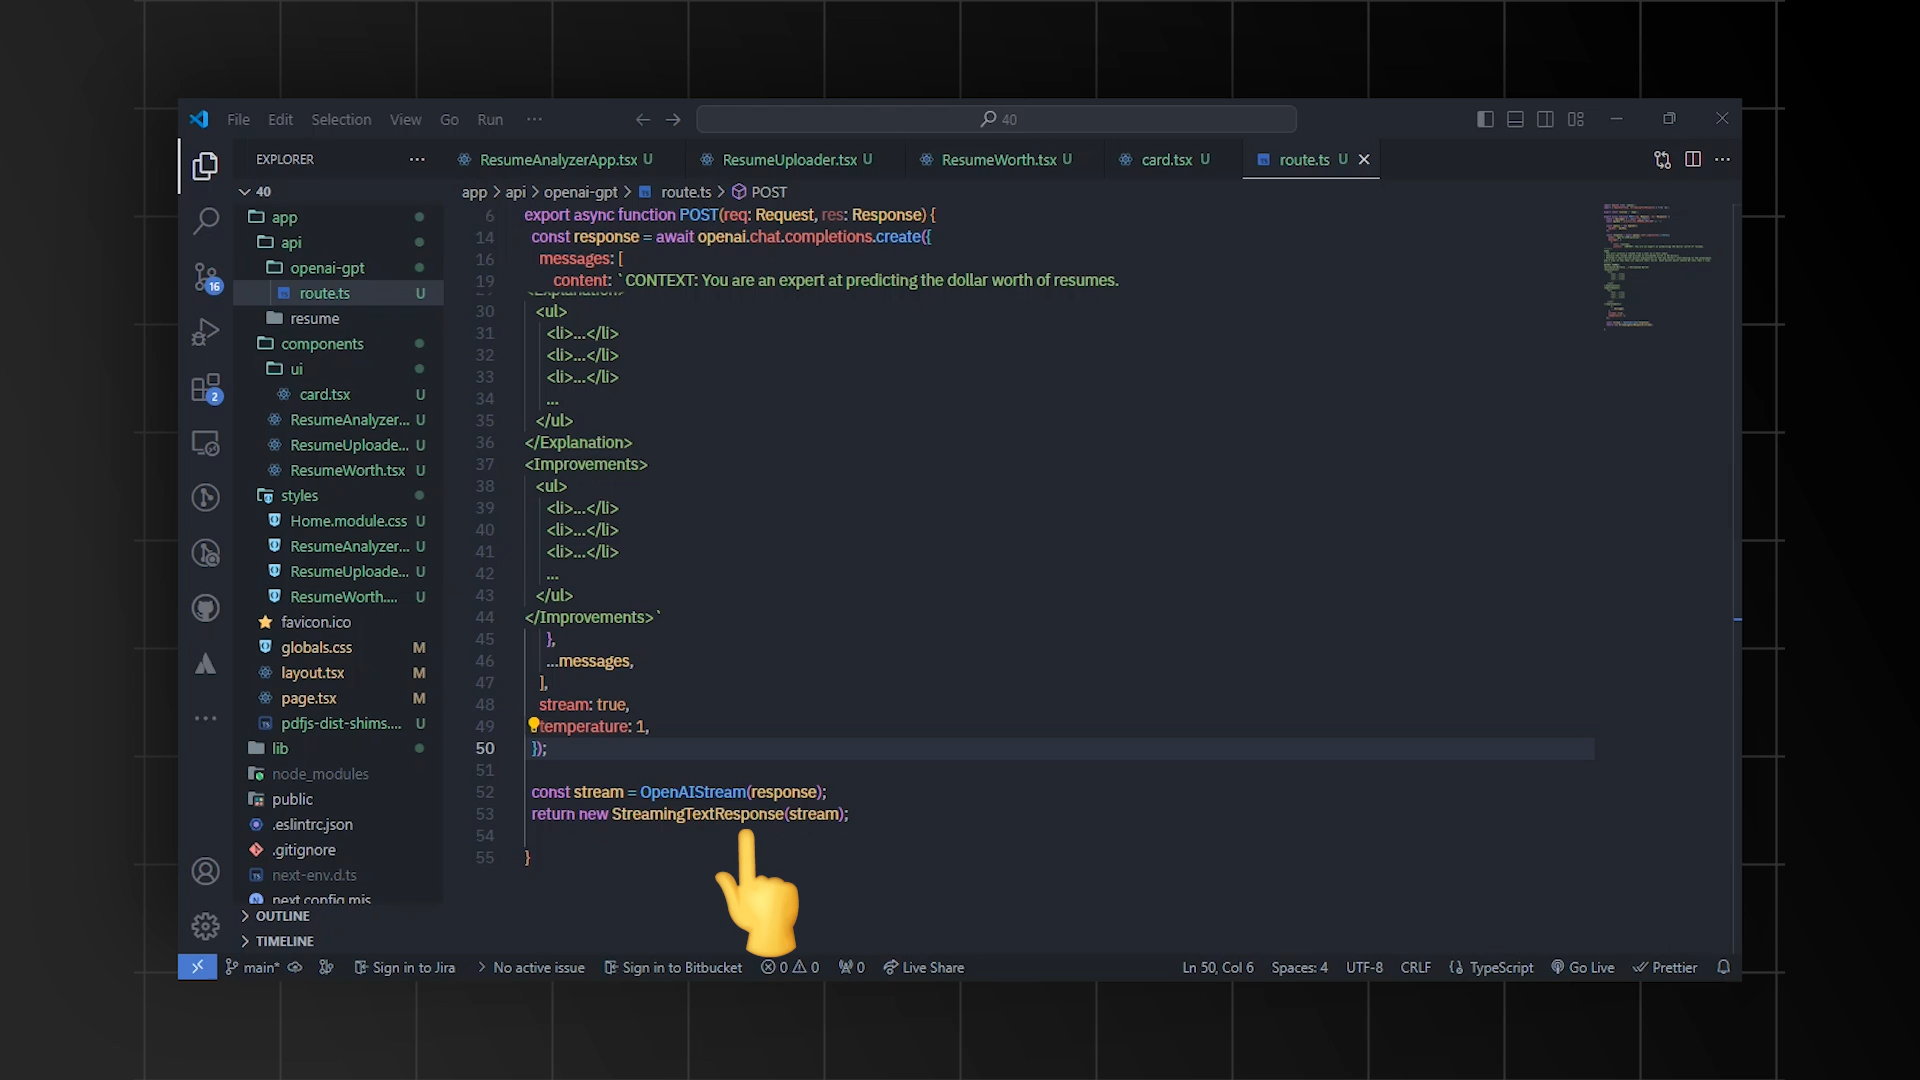 File Edit Selection View Go Run ...
40
EXPLORER ...
ResumeAnalyzerApp.tsx U
ResumeUploader.tsx U
ResumeWorth.tsx U
card.tsx U
route.ts U
40
app
api
openai-gpt
route.ts U
resume
components
ui
card.tsx U
ResumeAnalyzer... U
ResumeUploade... U
ResumeWorth.tsx U
styles
Home.module.css U
ResumeAnalyzer... U
ResumeUploade... U
ResumeWorth.... U
favicon.ico
globals.css M
layout.tsx M
page.tsx M
pdfjs-dist-shims.... U
lib
node_modules
public
.eslintrc.json
.gitignore
next-env.d.ts
next.config.mjs
OUTLINE
TIMELINE
16
2
app > api > openai-gpt > route.ts > POST
6 export async function POST(req: Request, res: Response) {
14 const response = await openai.chat.completions.create({
16 messages: [
19 content: `CONTEXT: You are an expert at predicting the dollar worth of resumes.
29 <Explanation>
30 <ul>
31 <li>...</li>
32 <li>...</li>
33 <li>...</li>
34 ...
35 </ul>
36 </Explanation>
37 <Improvements>
38 <ul>
39 <li>...</li>
40 <li>...</li>
41 <li>...</li>
42 ...
43 </ul>
44 </Improvements>`
45 },
46 ...messages,
47 ],
48 stream: true,
49 temperature: 1,
50 });
51
52 const stream = OpenAIStream(response);
53 return new StreamingTextResponse(stream);
54
55 }
main* Sign in to Jira No active issue Sign in to Bitbucket 0 0 0 Live Share Ln 50, Col 6 Spaces: 4 UTF-8 CRLF TypeScript Go Live Prettier